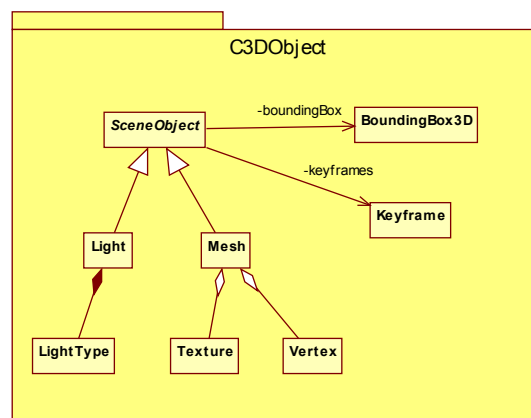 C3DObject
SceneObject
-boundingBox
BoundingBox3D
-keyframes
Keyframe
Light
Mesh
LightType
Texture
Vertex